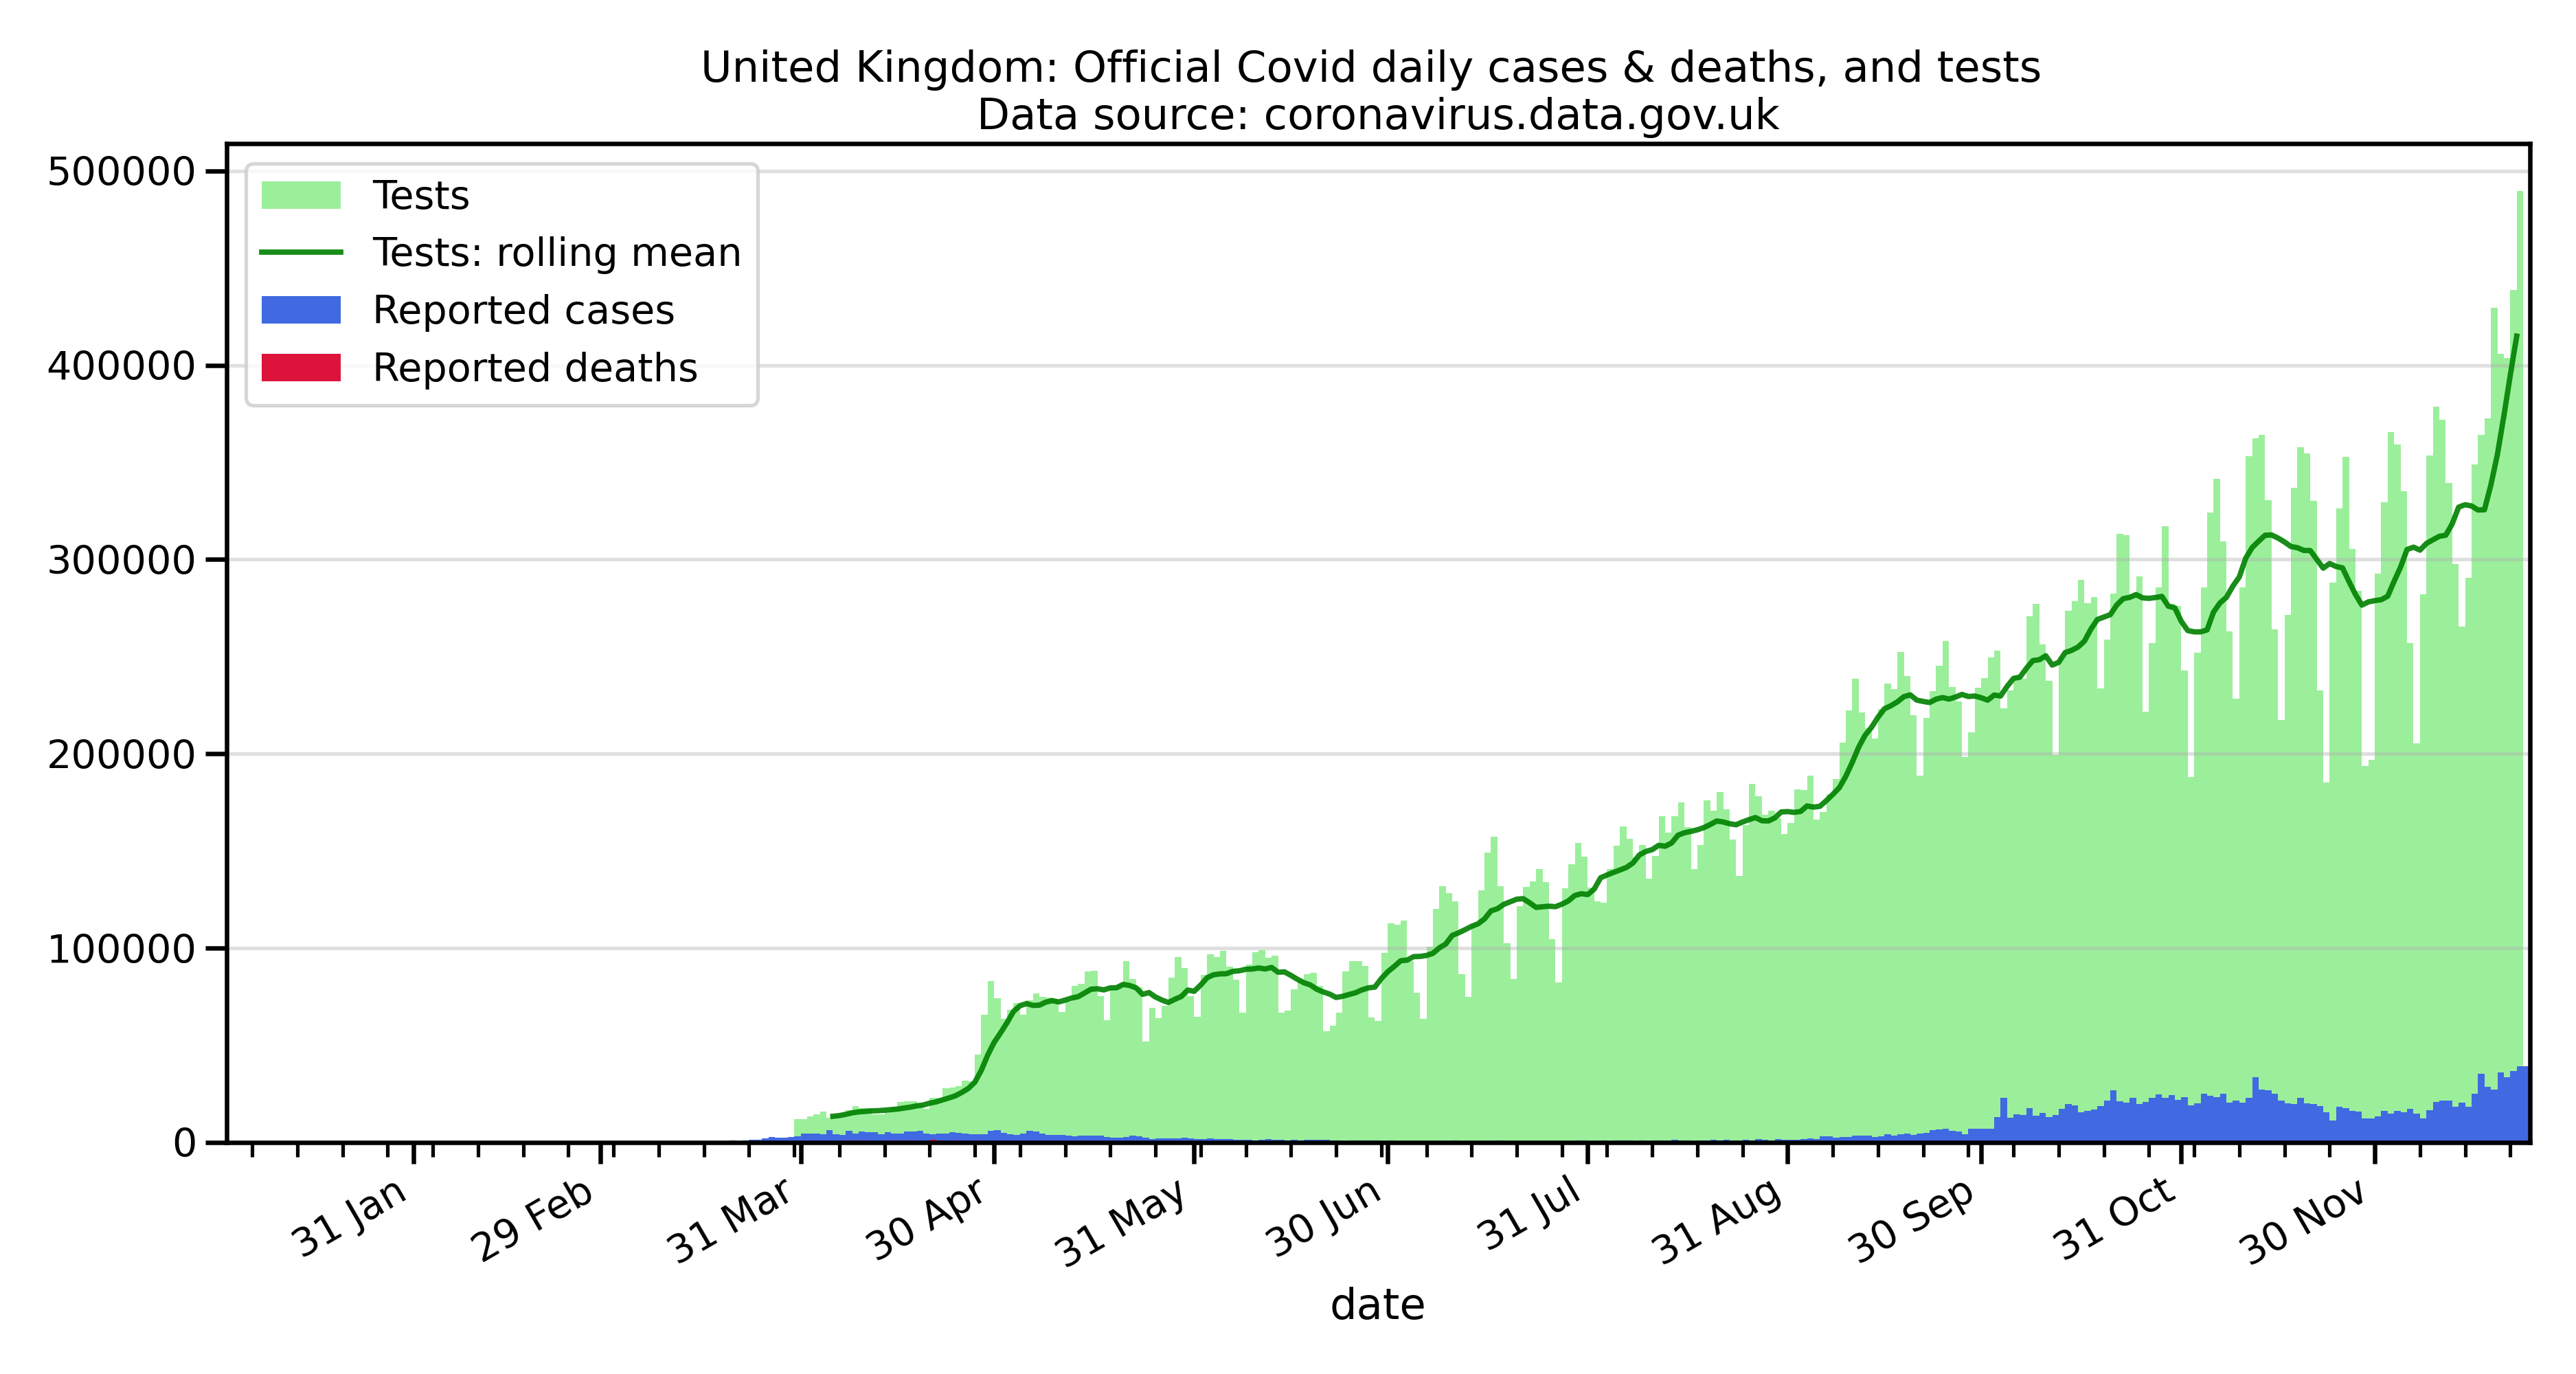 United Kingdom: Official Covid daily cases & deaths, and tests
Data source: coronavirus.data.gov.uk
500000
400000
300000
200000
100000
0
Tests
Tests: rolling mean
Reported cases
Reported deaths
31 Jan
29 Feb
31 Mar
30 Apr
31 May
30 Jun
31 Jul
31 Aug
30 Sep
31 Oct
30 Nov
date